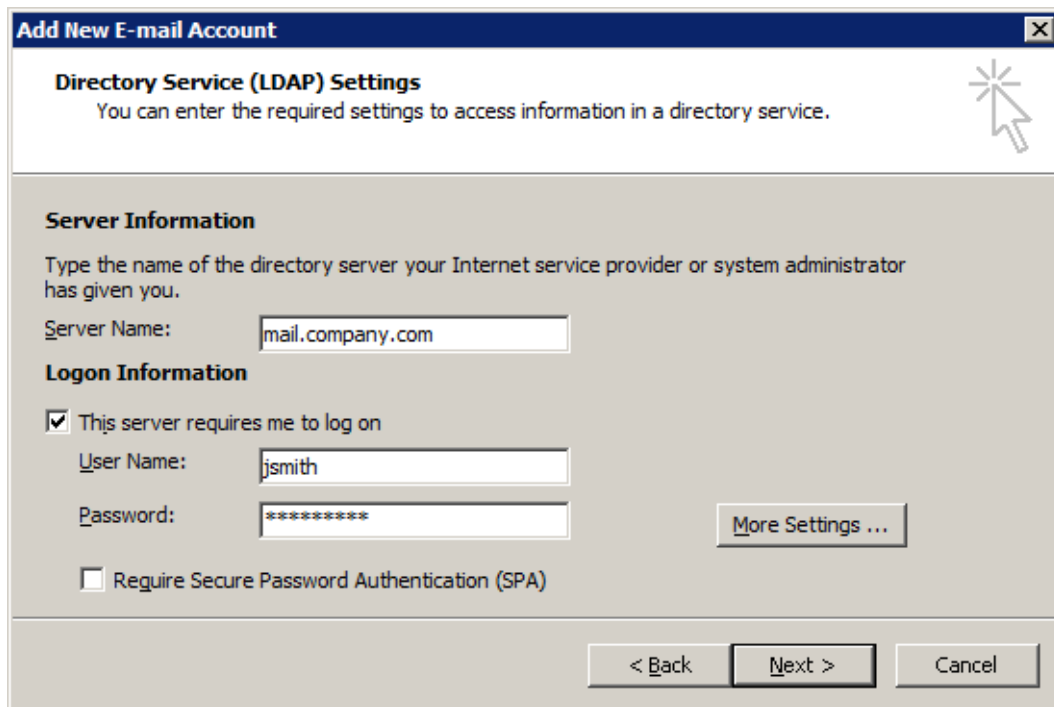 Add New E-mail Account
Directory Service (LDAP) Settings
You can enter the required settings to access information in a directory service.
Server Information
Type the name of the directory server your Internet service provider or system administrator
has given you.
Server Name: mail.company.com
Logon Information
This server requires me to log on
User Name: jsmith
Password: *********
More Settings ...
Require Secure Password Authentication (SPA)
< Back Next > Cancel